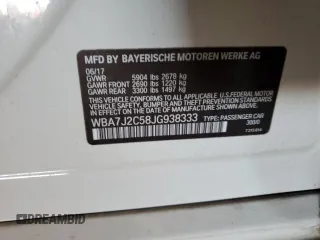 MFD BY BAYERISCHE MOTOREN WERKE AG
06/17
GVWR 5904 lbs 2678 kg
GAWR FRONT 2690 lbs 1220 kg
GAWR REAR 3300 lbs 1497 kg
THIS VEHICLE CONFORMS TO ALL APPLICABLE U.S. FEDERAL MOTOR
VEHICLE SAFETY, BUMPER, AND THEFT PREVENTION STANDARDS IN
EFFECT ON THE DATE OF MANUFACTURE SHOWN ABOVE.
WBA7J2C58JG938333 TYPE: PASSENGER CAR
DREAMBID